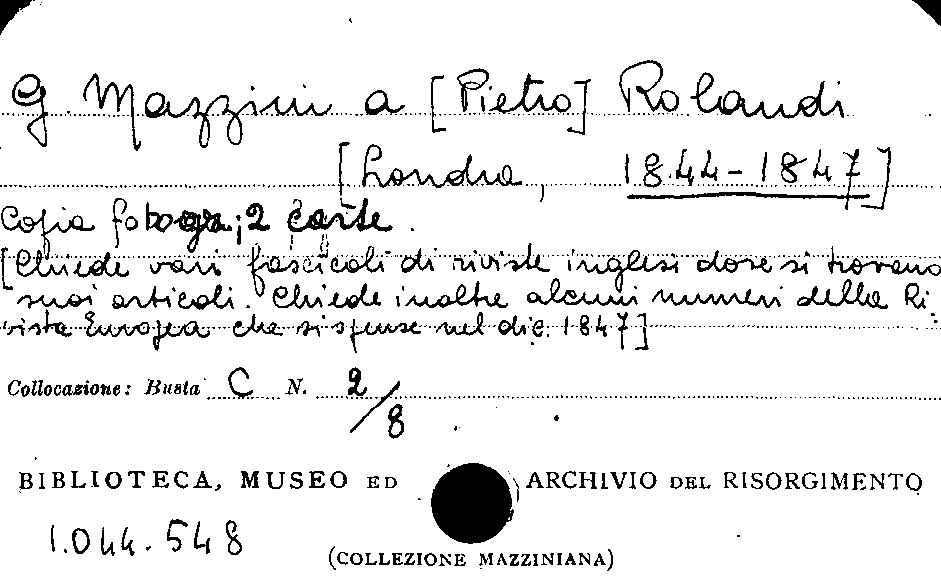 G. Mazzini a [Pietro] Rolandi
[Londra, 1844-1847]
Copia fotogr; 2 carte.
[Chiede vari fascicoli di riviste inglesi dove si trovano
suoi articoli. Chiede inoltre alcuni numeri della Ri-
vista Europea che si spense nel dic. 1847]
Collocazione: Busta C N. 2/8
BIBLIOTECA, MUSEO ED ARCHIVIO DEL RISORGIMENTO
1.044.548
(COLLEZIONE MAZZINIANA)